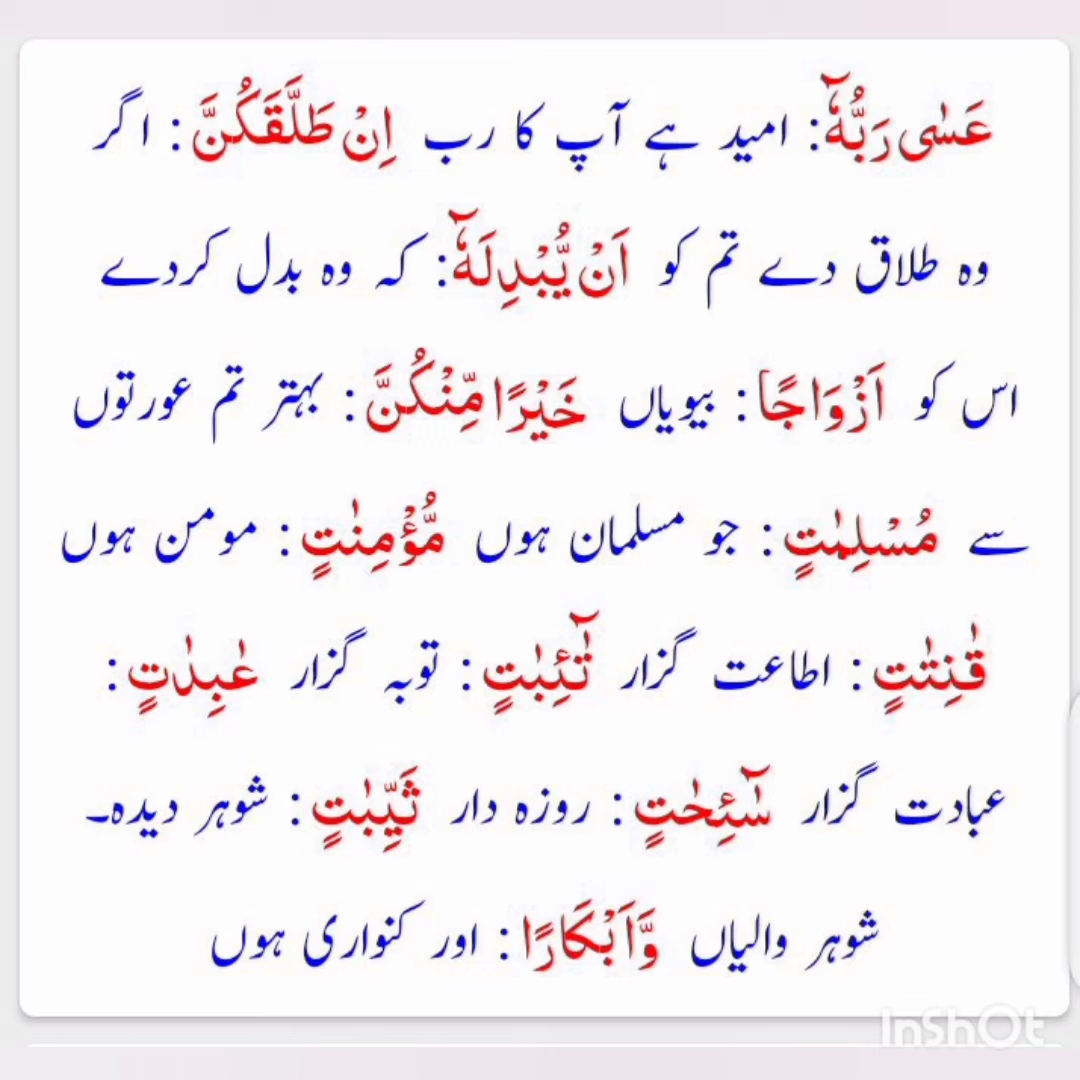 عَسٰى رَبُّهٗۤ: امید ہے آپ کا رب اِنْ طَلَّقَكُنَّ: اگر
وہ طلاق دے تم کو اَنْ يُّبْدِلَهٗۤ: کہ وہ بدل کردے
اس کو اَزْوَاجًا: بیویاں خَيْرًا مِّنْكُنَّ: بہتر تم عورتوں
سے مُسْلِمٰتٍ: جو مسلمان ہوں مُّؤْمِنٰتٍ: مومن ہوں
قٰنِتٰتٍ: اطاعت گزار تٰٓئِبٰتٍ: توبہ گزار عٰبِدٰتٍ:
عبادت گزار سٰٓئِحٰتٍ: روزہ دار ثَيِّبٰتٍ: شوہر دیدہ۔
شوہر والیاں وَّاَبْكَارًا: اور کنواری ہوں
InShOt